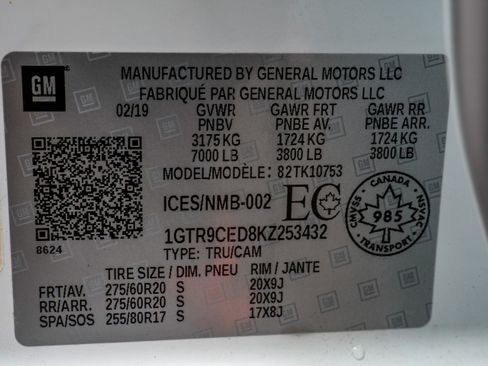 GM
MANUFACTURED BY GENERAL MOTORS LLC
FABRIQUÉ PAR GENERAL MOTORS LLC
02/19 GVWR GAWR FRT GAWR RR
PNBV PNBE AV. PNBE ARR.
3175 KG 1724 KG 1724 KG
7000 LB 3800 LB 3800 LB
MODEL/MODÈLE: 82TK10753
8624
ICES/NMB-002 EC
CANADA
CMVSS 985 NSVAC
TRANSPORT
1GTR9CED8KZ253432
TYPE: TRU/CAM
TIRE SIZE / DIM. PNEU RIM / JANTE
FRT/AV. 275/60R20 S 20X9J
RR/ARR. 275/60R20 S 20X9J
SPA/SOS 255/80R17 S 17X8J